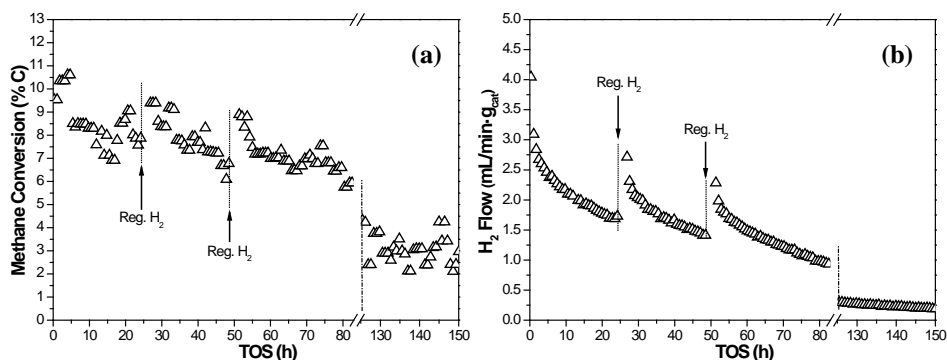 (a)
Methane Conversion (% C)
13
12
11
10
9
8
7
6
5
4
3
2
1
0
Reg. H₂
Reg. H₂
0 10 20 30 40 50 60 70 80 130 140 150
TOS (h)
(b)
H₂ Flow (mL/min·g_cat)
5.0
4.5
4.0
3.5
3.0
2.5
2.0
1.5
1.0
0.5
0.0
Reg. H₂
Reg. H₂
0 10 20 30 40 50 60 70 80 130 140 150
TOS (h)